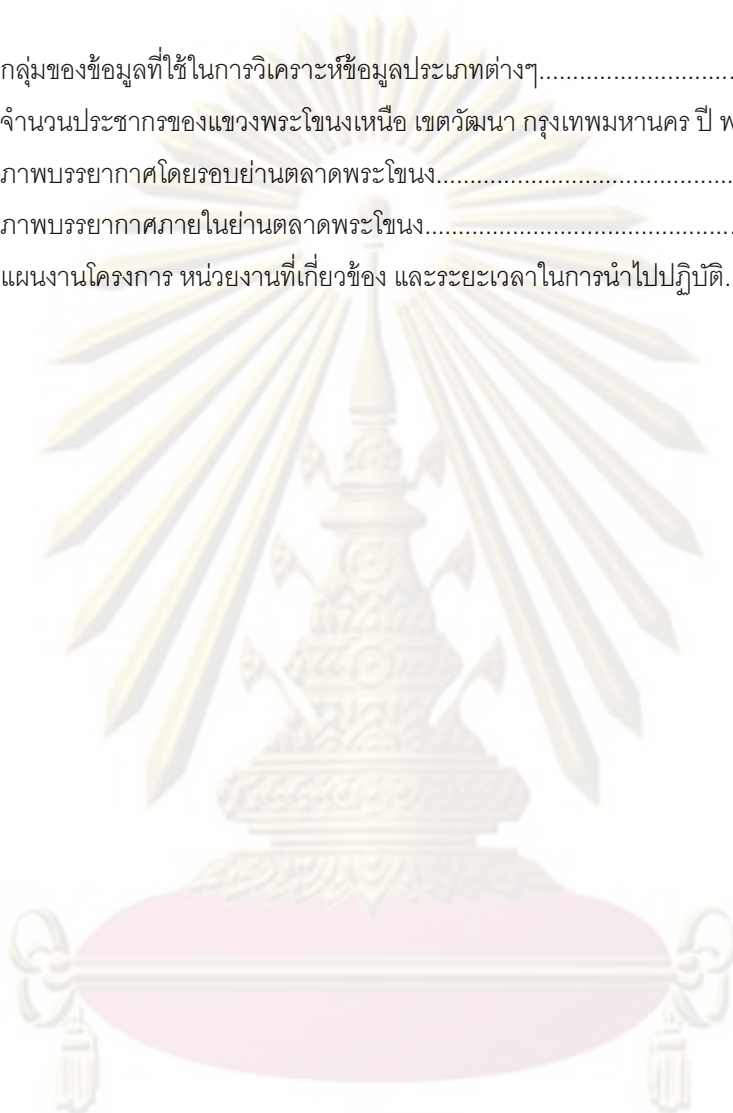 กลุ่มของข้อมูลที่ใช้ในการวิเคราะห์ข้อมูลประเภทต่างๆ............................
จำนวนประชากรของแขวงพระโขนงเหนือ เขตวัฒนา กรุงเทพมหานคร ปี พ
ภาพบรรยากาศโดยรอบย่านตลาดพระโขนง...........................................
ภาพบรรยากาศภายในย่านตลาดพระโขนง............................................
แผนงานโครงการ หน่วยงานที่เกี่ยวข้อง และระยะเวลาในการนำไปปฏิบัติ.